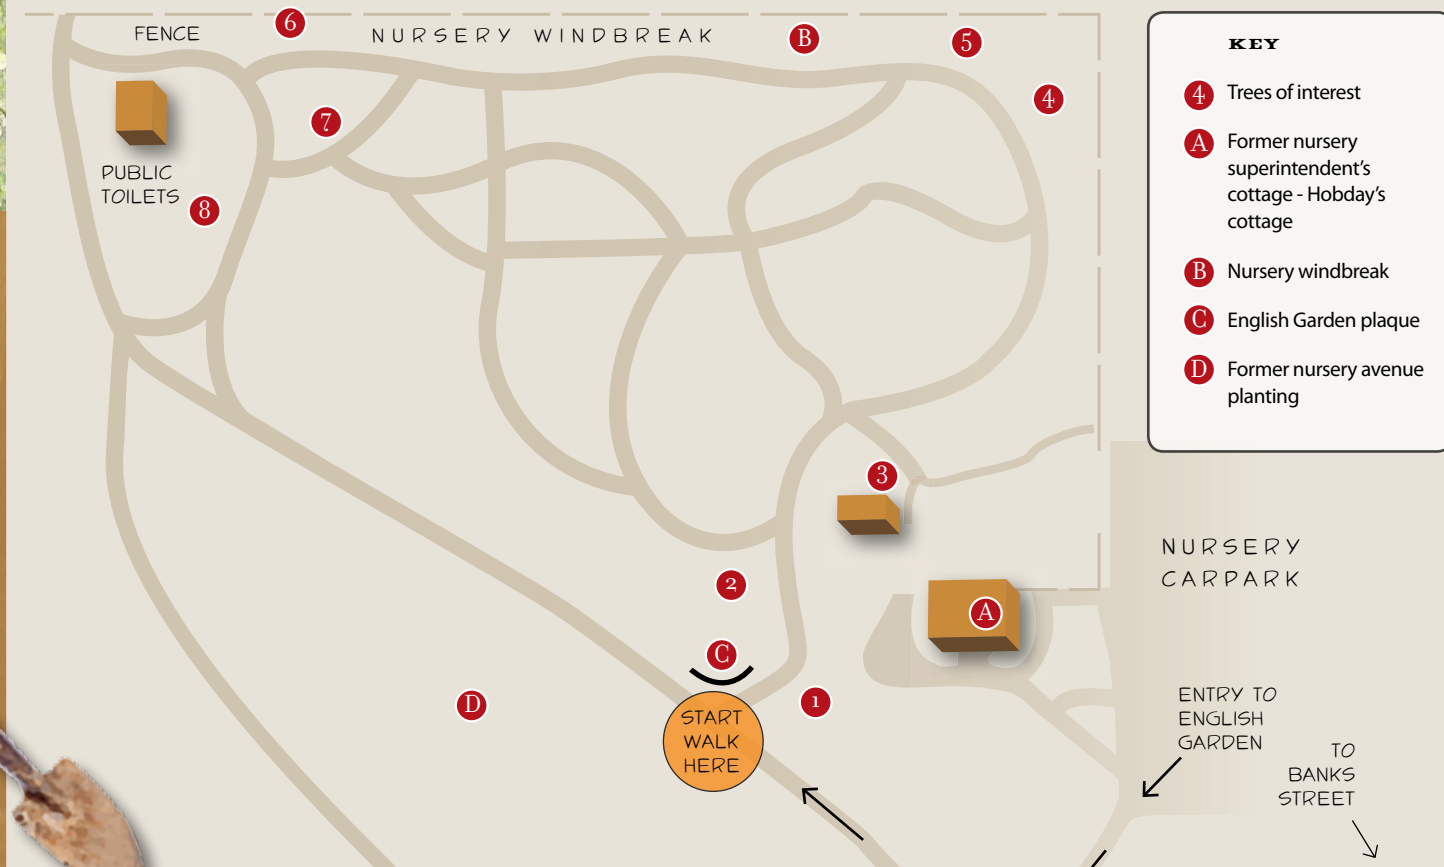 6
FENCE
NURSERY WINDBREAK
B
5
4
7
PUBLIC
TOILETS
8
3
2
A
C
1
D
START
WALK
HERE
KEY
4 Trees of interest
A Former nursery
superintendent's
cottage - Hobday's
cottage
B Nursery windbreak
C English Garden plaque
D Former nursery avenue
planting
NURSERY
CARPARK
ENTRY TO
ENGLISH
GARDEN
TO
BANKS
STREET